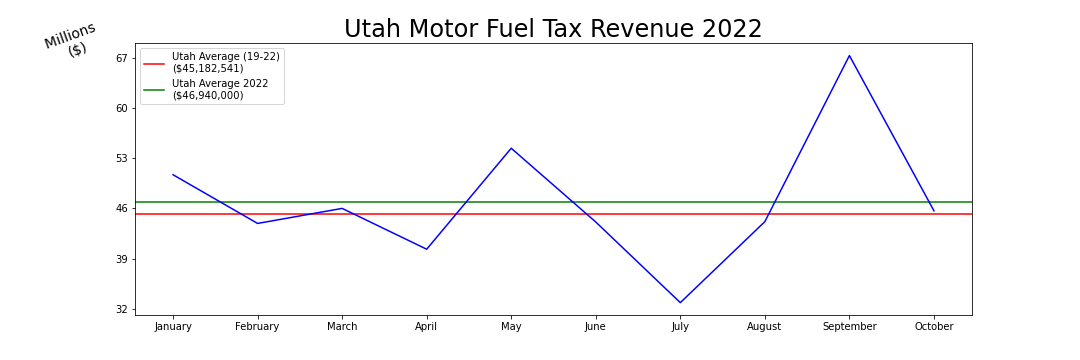 Utah Motor Fuel Tax Revenue 2022
Millions
($)
Utah Average (19-22)
($45,182,541)
Utah Average 2022
($46,940,000)
67
60
53
46
39
32
January February March April May June July August September October